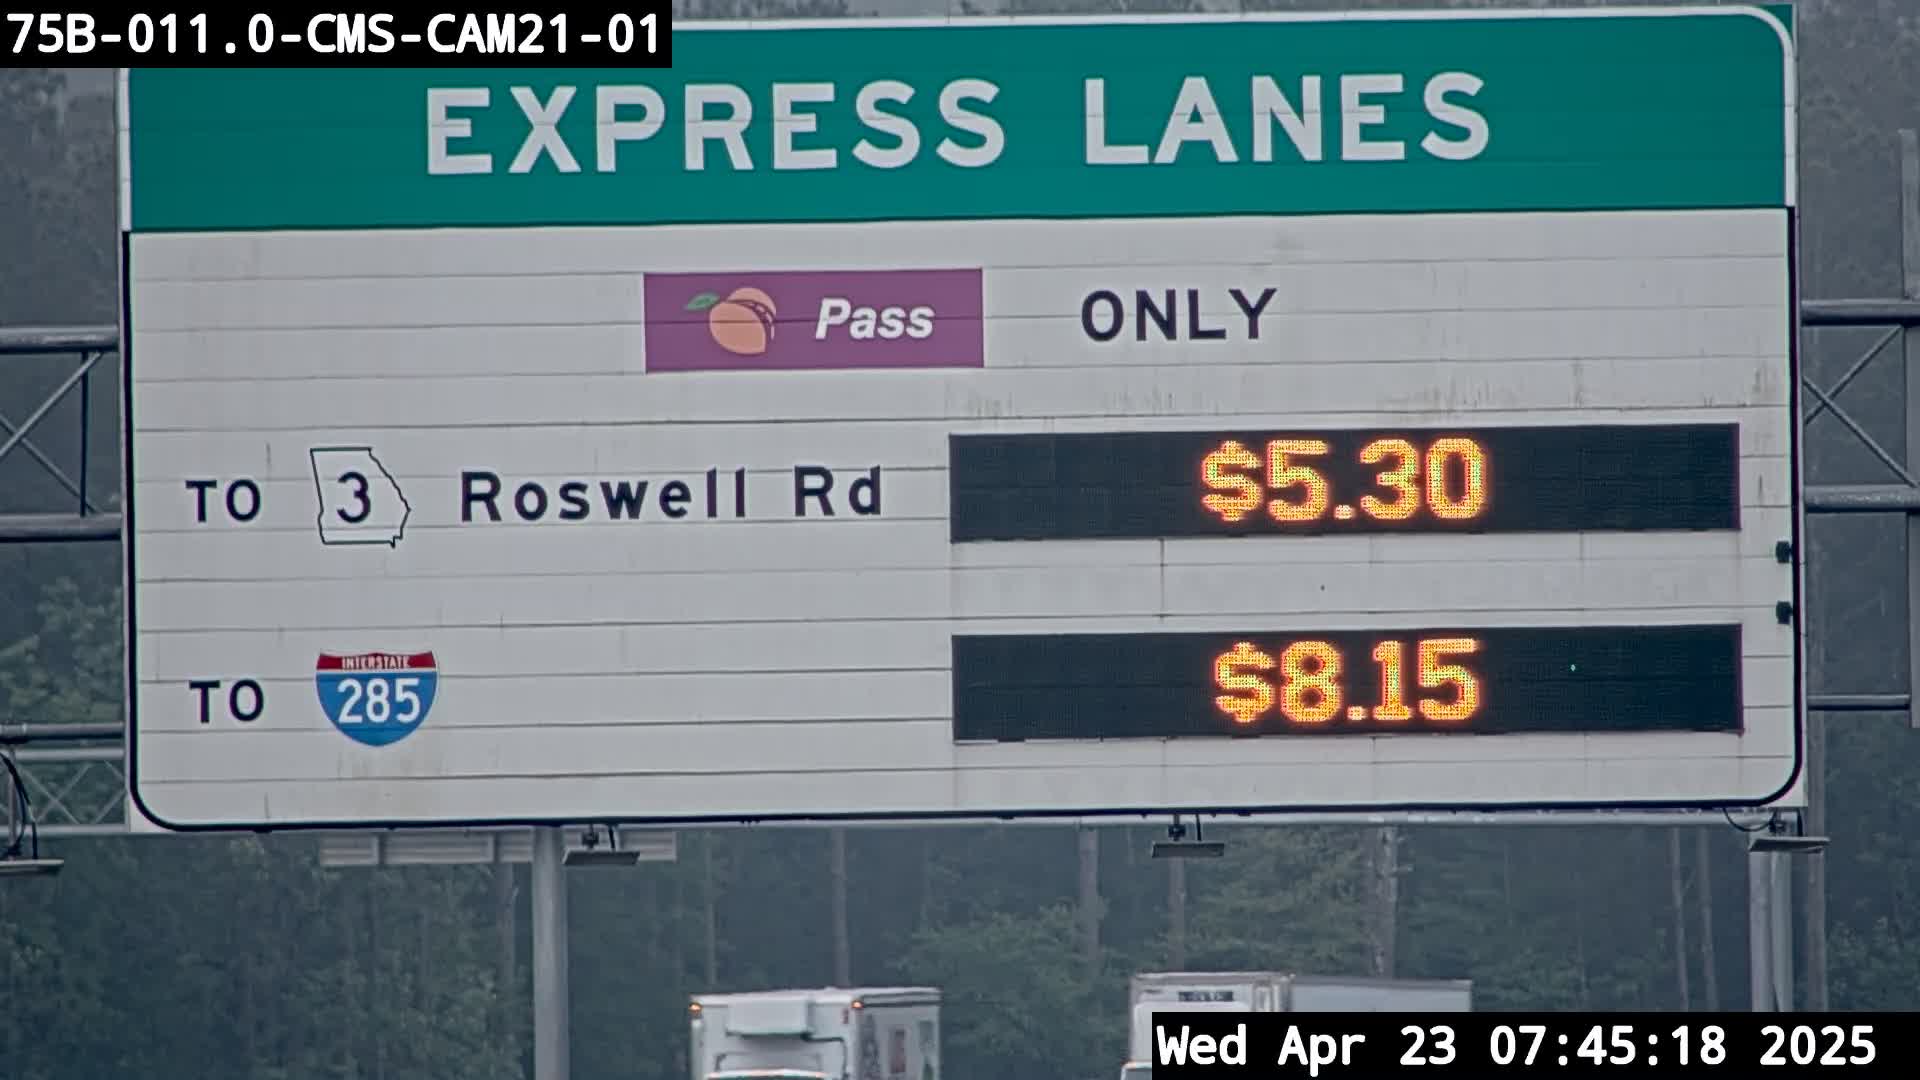 75B-011.0-CMS-CAM21-01
EXPRESS LANES
Pass ONLY
TO 3 Roswell Rd $5.30
INTERSTATE
TO 285 $8.15
Wed Apr 23 07:45:18 2025